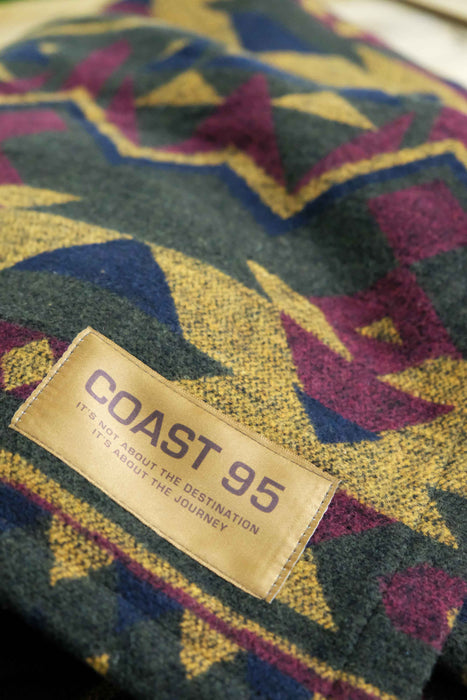 COAST 95
IT'S NOT ABOUT THE DESTINATION
IT'S ABOUT THE JOURNEY